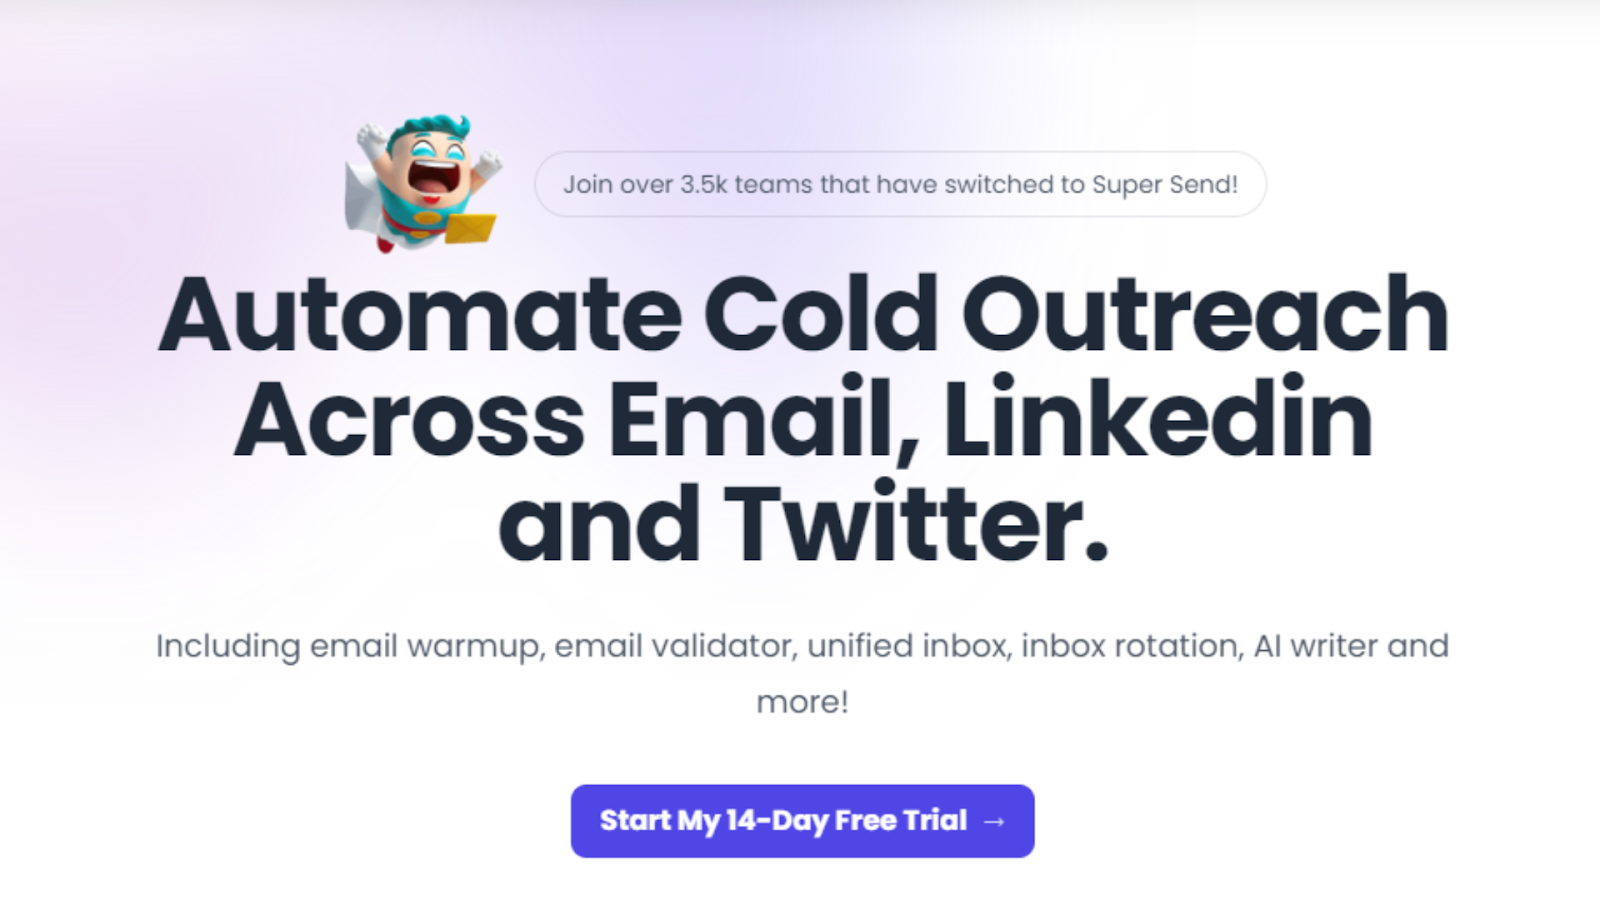 Join over 3.5k teams that have switched to Super Send!
Automate Cold Outreach
Across Email, Linkedin
and Twitter.
Including email warmup, email validator, unified inbox, inbox rotation, AI writer and
more!
Start My 14-Day Free Trial →